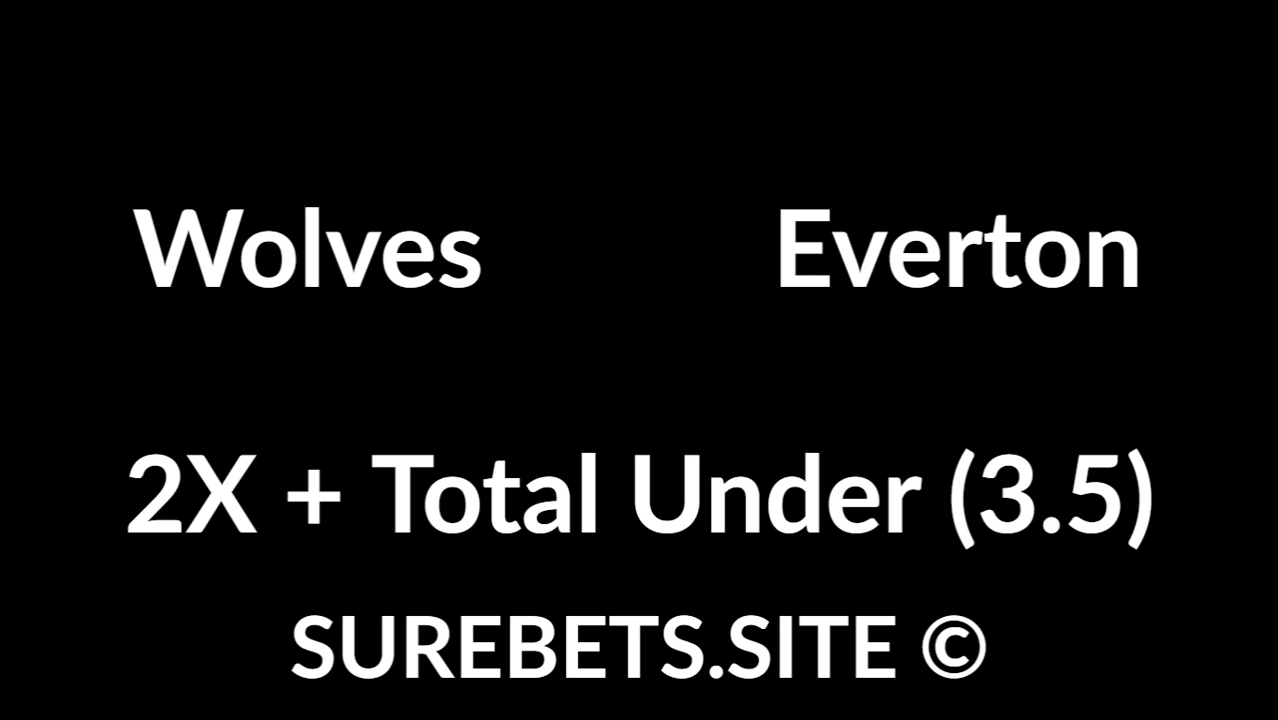 Wolves Everton
2X + Total Under (3.5)
SUREBETS.SITE ©